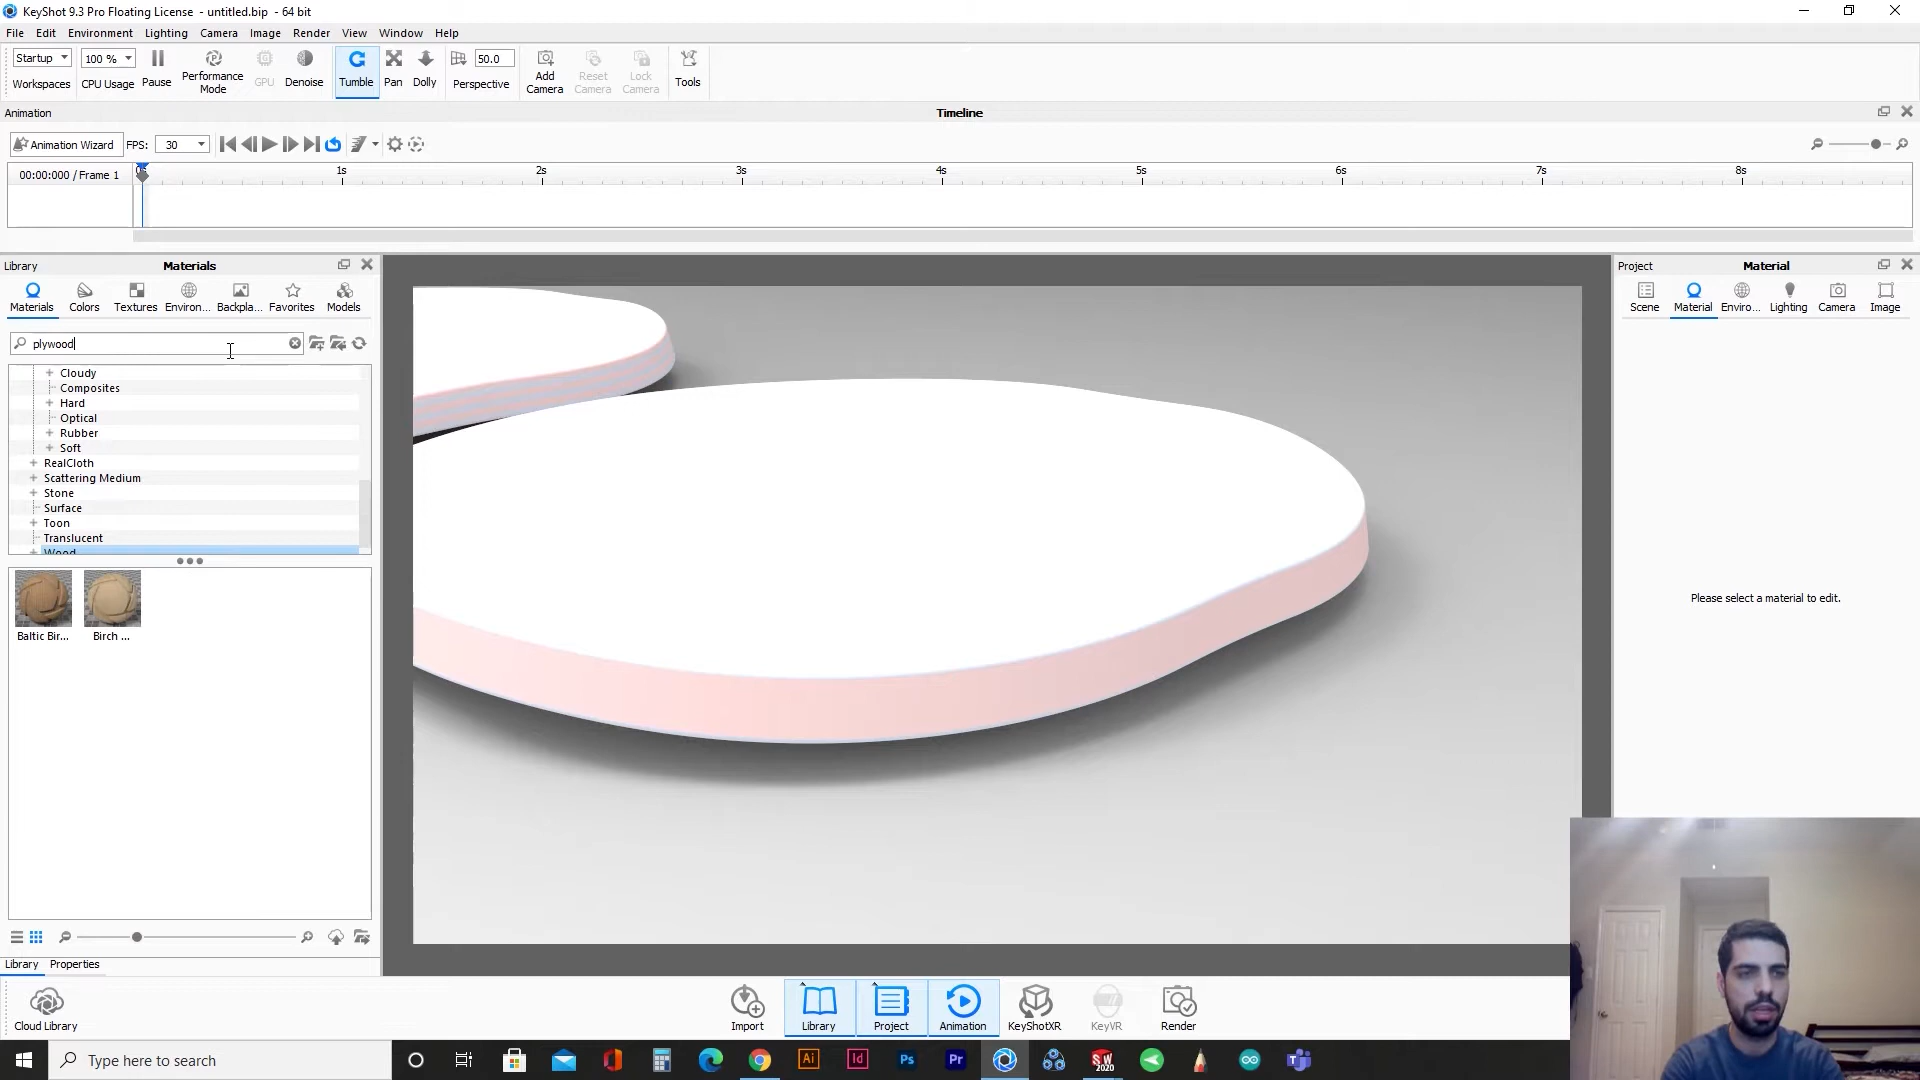 KeyShot 9.3 Pro Floating License - untitled.bip - 64 bit
File Edit Environment Lighting Camera Image Render View Window Help
Startup 100 % 50.0
Workspaces CPU Usage Pause Performance Mode GPU Denoise Tumble Pan Dolly Perspective Add Camera Reset Camera Lock Camera Tools
Animation Timeline
Animation Wizard FPS: 30
00:00:000 / Frame 1 1s 2s 3s 4s 5s 6s 7s 8s
Library Materials
Materials Colors Textures Environ... Backpla... Favorites Models
plywood
Cloudy
Composites
Hard
Optical
Rubber
Soft
RealCloth
Scattering Medium
Stone
Surface
Toon
Translucent
Wood
Baltic Bir... Birch ...
Library Properties
Project Material
Scene Material Enviro... Lighting Camera Image
Please select a material to edit.
Cloud Library Import Library Project Animation KeyShotXR KeyVR Render
Type here to search
Ai Id Ps Pr SW 2020